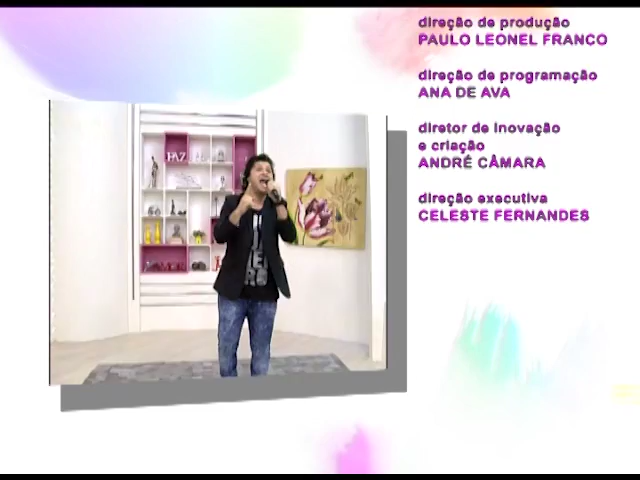 direção de produção
PAULO LEONEL FRANCO
direção de programação
ANA DE AVA
diretor de inovação
e criação
ANDRÉ CÂMARA
direção executiva
CELESTE FERNANDES
PAZ